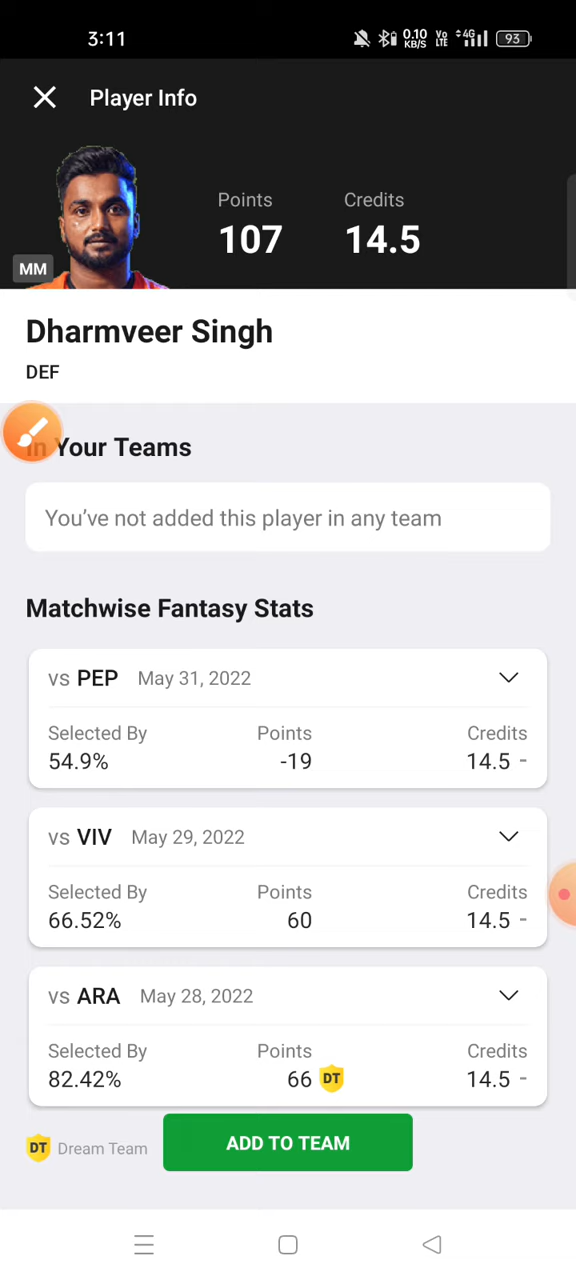 3:11 0.10 KB/S Vo LTE 4G 93
Player Info
Points Credits
107 14.5
MM
Dharmveer Singh
DEF
In Your Teams
You've not added this player in any team
Matchwise Fantasy Stats
vs PEP May 31, 2022
Selected By Points Credits
54.9% -19 14.5 -
vs VIV May 29, 2022
Selected By Points Credits
66.52% 60 14.5 -
vs ARA May 28, 2022
Selected By Points Credits
82.42% 66 DT 14.5 -
DT Dream Team ADD TO TEAM